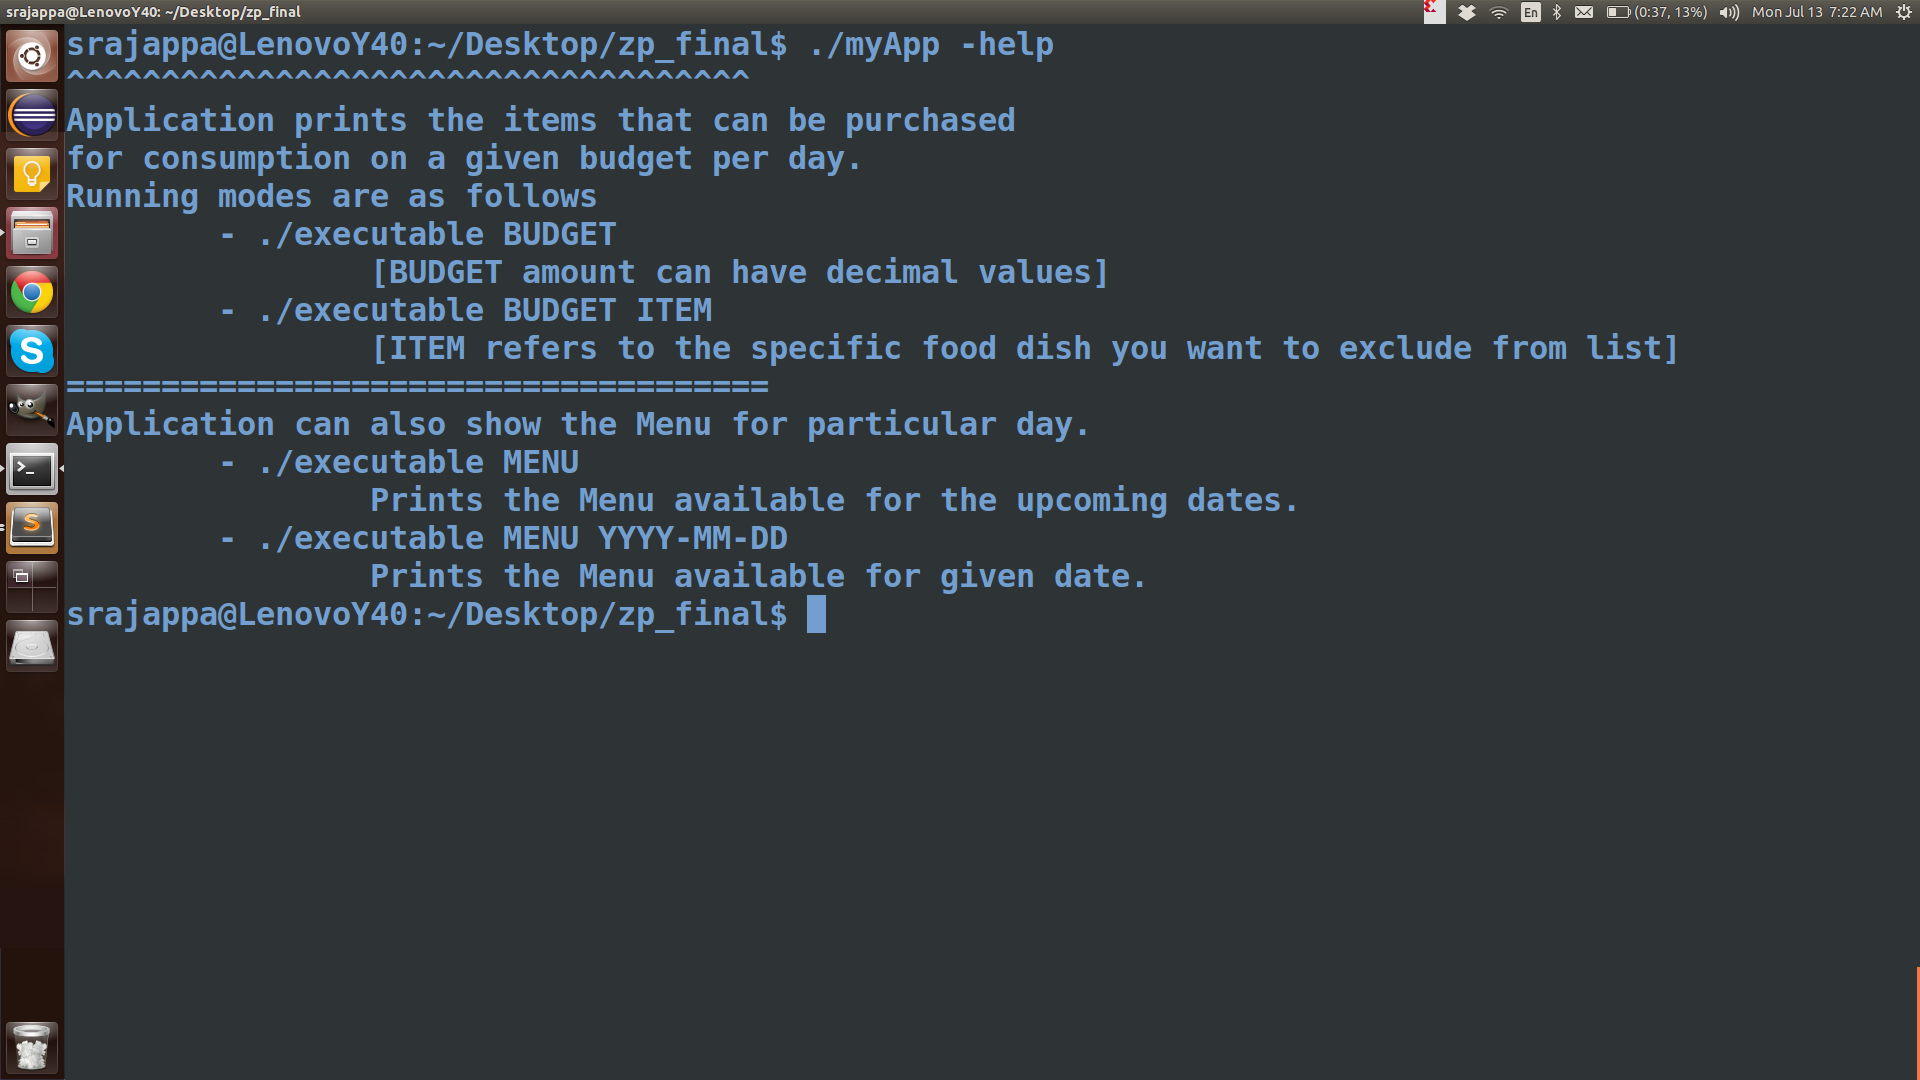 srajappa@LenovoY40: ~/Desktop/zp_final
En
(0:37, 13%)
Mon Jul 13 7:22 AM
srajappa@LenovoY40:~/Desktop/zp_final$ ./myApp -help
^^^^^^^^^^^^^^^^^^^^^^^^^^^^^^^^^^^^
Application prints the items that can be purchased
for consumption on a given budget per day.
Running modes are as follows
        - ./executable BUDGET
                [BUDGET amount can have decimal values]
        - ./executable BUDGET ITEM
                [ITEM refers to the specific food dish you want to exclude from list]
=====================================
Application can also show the Menu for particular day.
        - ./executable MENU
                Prints the Menu available for the upcoming dates.
        - ./executable MENU YYYY-MM-DD
                Prints the Menu available for given date.
srajappa@LenovoY40:~/Desktop/zp_final$